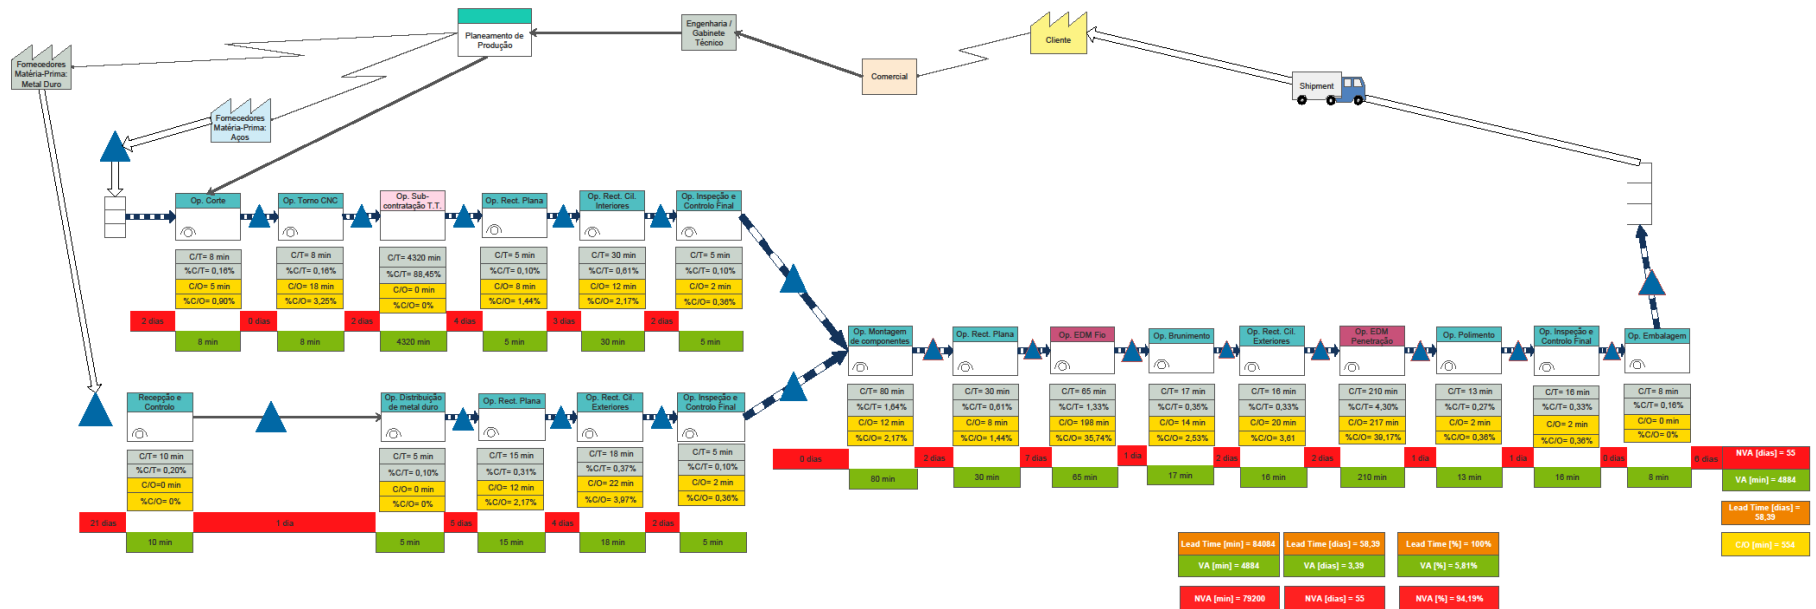 Fornecedores
Matéria-Prima:
Metal Duro
Planeamento de
Produção
Engenharia /
Gabinete
Técnico
Comercial
Cliente
Shipment
Fornecedores
Matéria-Prima:
Aços
Op. Corte
C/T= 8 min
%C/T= 0,16%
C/O= 5 min
%C/O= 0,90%
Op. Torno CNC
C/T= 8 min
%C/T= 0,16%
C/O= 18 min
%C/O= 3,25%
Op. Sub-
contratação T.T.
C/T= 4320 min
%C/T= 88,45%
C/O= 0 min
%C/O= 0%
Op. Rect. Plana
C/T= 5 min
%C/T= 0,10%
C/O= 8 min
%C/O= 1,44%
Op. Rect. Cil.
Interiores
C/T= 30 min
%C/T= 0,61%
C/O= 12 min
%C/O= 2,17%
Op. Inspeção e
Controlo Final
C/T= 5 min
%C/T= 0,10%
C/O= 2 min
%C/O= 0,36%
2 dias
0 dias
2 dias
4 dias
3 dias
2 dias
8 min
8 min
4320 min
5 min
30 min
5 min
Recepção e
Controlo
C/T= 10 min
%C/T= 0,20%
C/O=0 min
%C/O= 0%
Op. Distribuição
de metal duro
C/T= 5 min
%C/T= 0,10%
C/O= 0 min
%C/O= 0%
Op. Rect. Plana
C/T= 15 min
%C/T= 0,31%
C/O= 12 min
%C/O= 2,17%
Op. Rect. Cil.
Exteriores
C/T= 18 min
%C/T= 0,37%
C/O= 22 min
%C/O= 3,97%
Op. Inspeção e
Controlo Final
C/T= 5 min
%C/T= 0,10%
C/O= 2 min
%C/O= 0,36%
21 dias
1 dia
5 dias
4 dias
2 dias
10 min
5 min
15 min
18 min
5 min
Op. Montagem
de componentes
C/T= 80 min
%C/T= 1,64%
C/O= 12 min
%C/O= 2,17%
Op. Rect. Plana
C/T= 30 min
%C/T= 0,61%
C/O= 8 min
%C/O= 1,44%
Op. EDM Fio
C/T= 65 min
%C/T= 1,33%
C/O= 198 min
%C/O= 35,74%
Op. Brunimento
C/T= 17 min
%C/T= 0,35%
C/O= 14 min
%C/O= 2,53%
Op. Rect. Cil.
Exteriores
C/T= 16 min
%C/T= 0,33%
C/O= 20 min
%C/O= 3,61
Op. EDM
Penetração
C/T= 210 min
%C/T= 4,30%
C/O= 217 min
%C/O= 39,17%
Op. Polimento
C/T= 13 min
%C/T= 0,27%
C/O= 2 min
%C/O= 0,36%
Op. Inspeção e
Controlo Final
C/T= 16 min
%C/T= 0,33%
C/O= 2 min
%C/O= 0,36%
Op. Embalagem
C/T= 8 min
%C/T= 0,16%
C/O= 0 min
%C/O= 0%
0 dias
2 dias
7 dias
1 dia
2 dias
2 dias
1 dia
1 dia
0 dias
6 dias
80 min
30 min
65 min
17 min
16 min
210 min
13 min
16 min
8 min
NVA [dias] = 55
VA [min] = 4884
Lead Time [dias] =
58,39
C/O [min] = 554
Lead Time [min] = 84084
VA [min] = 4884
NVA [min] = 79200
Lead Time [dias] = 58,39
VA [dias] = 3,39
NVA [dias] = 55
Lead Time [%] = 100%
VA [%] = 5,81%
NVA [%] = 94,19%